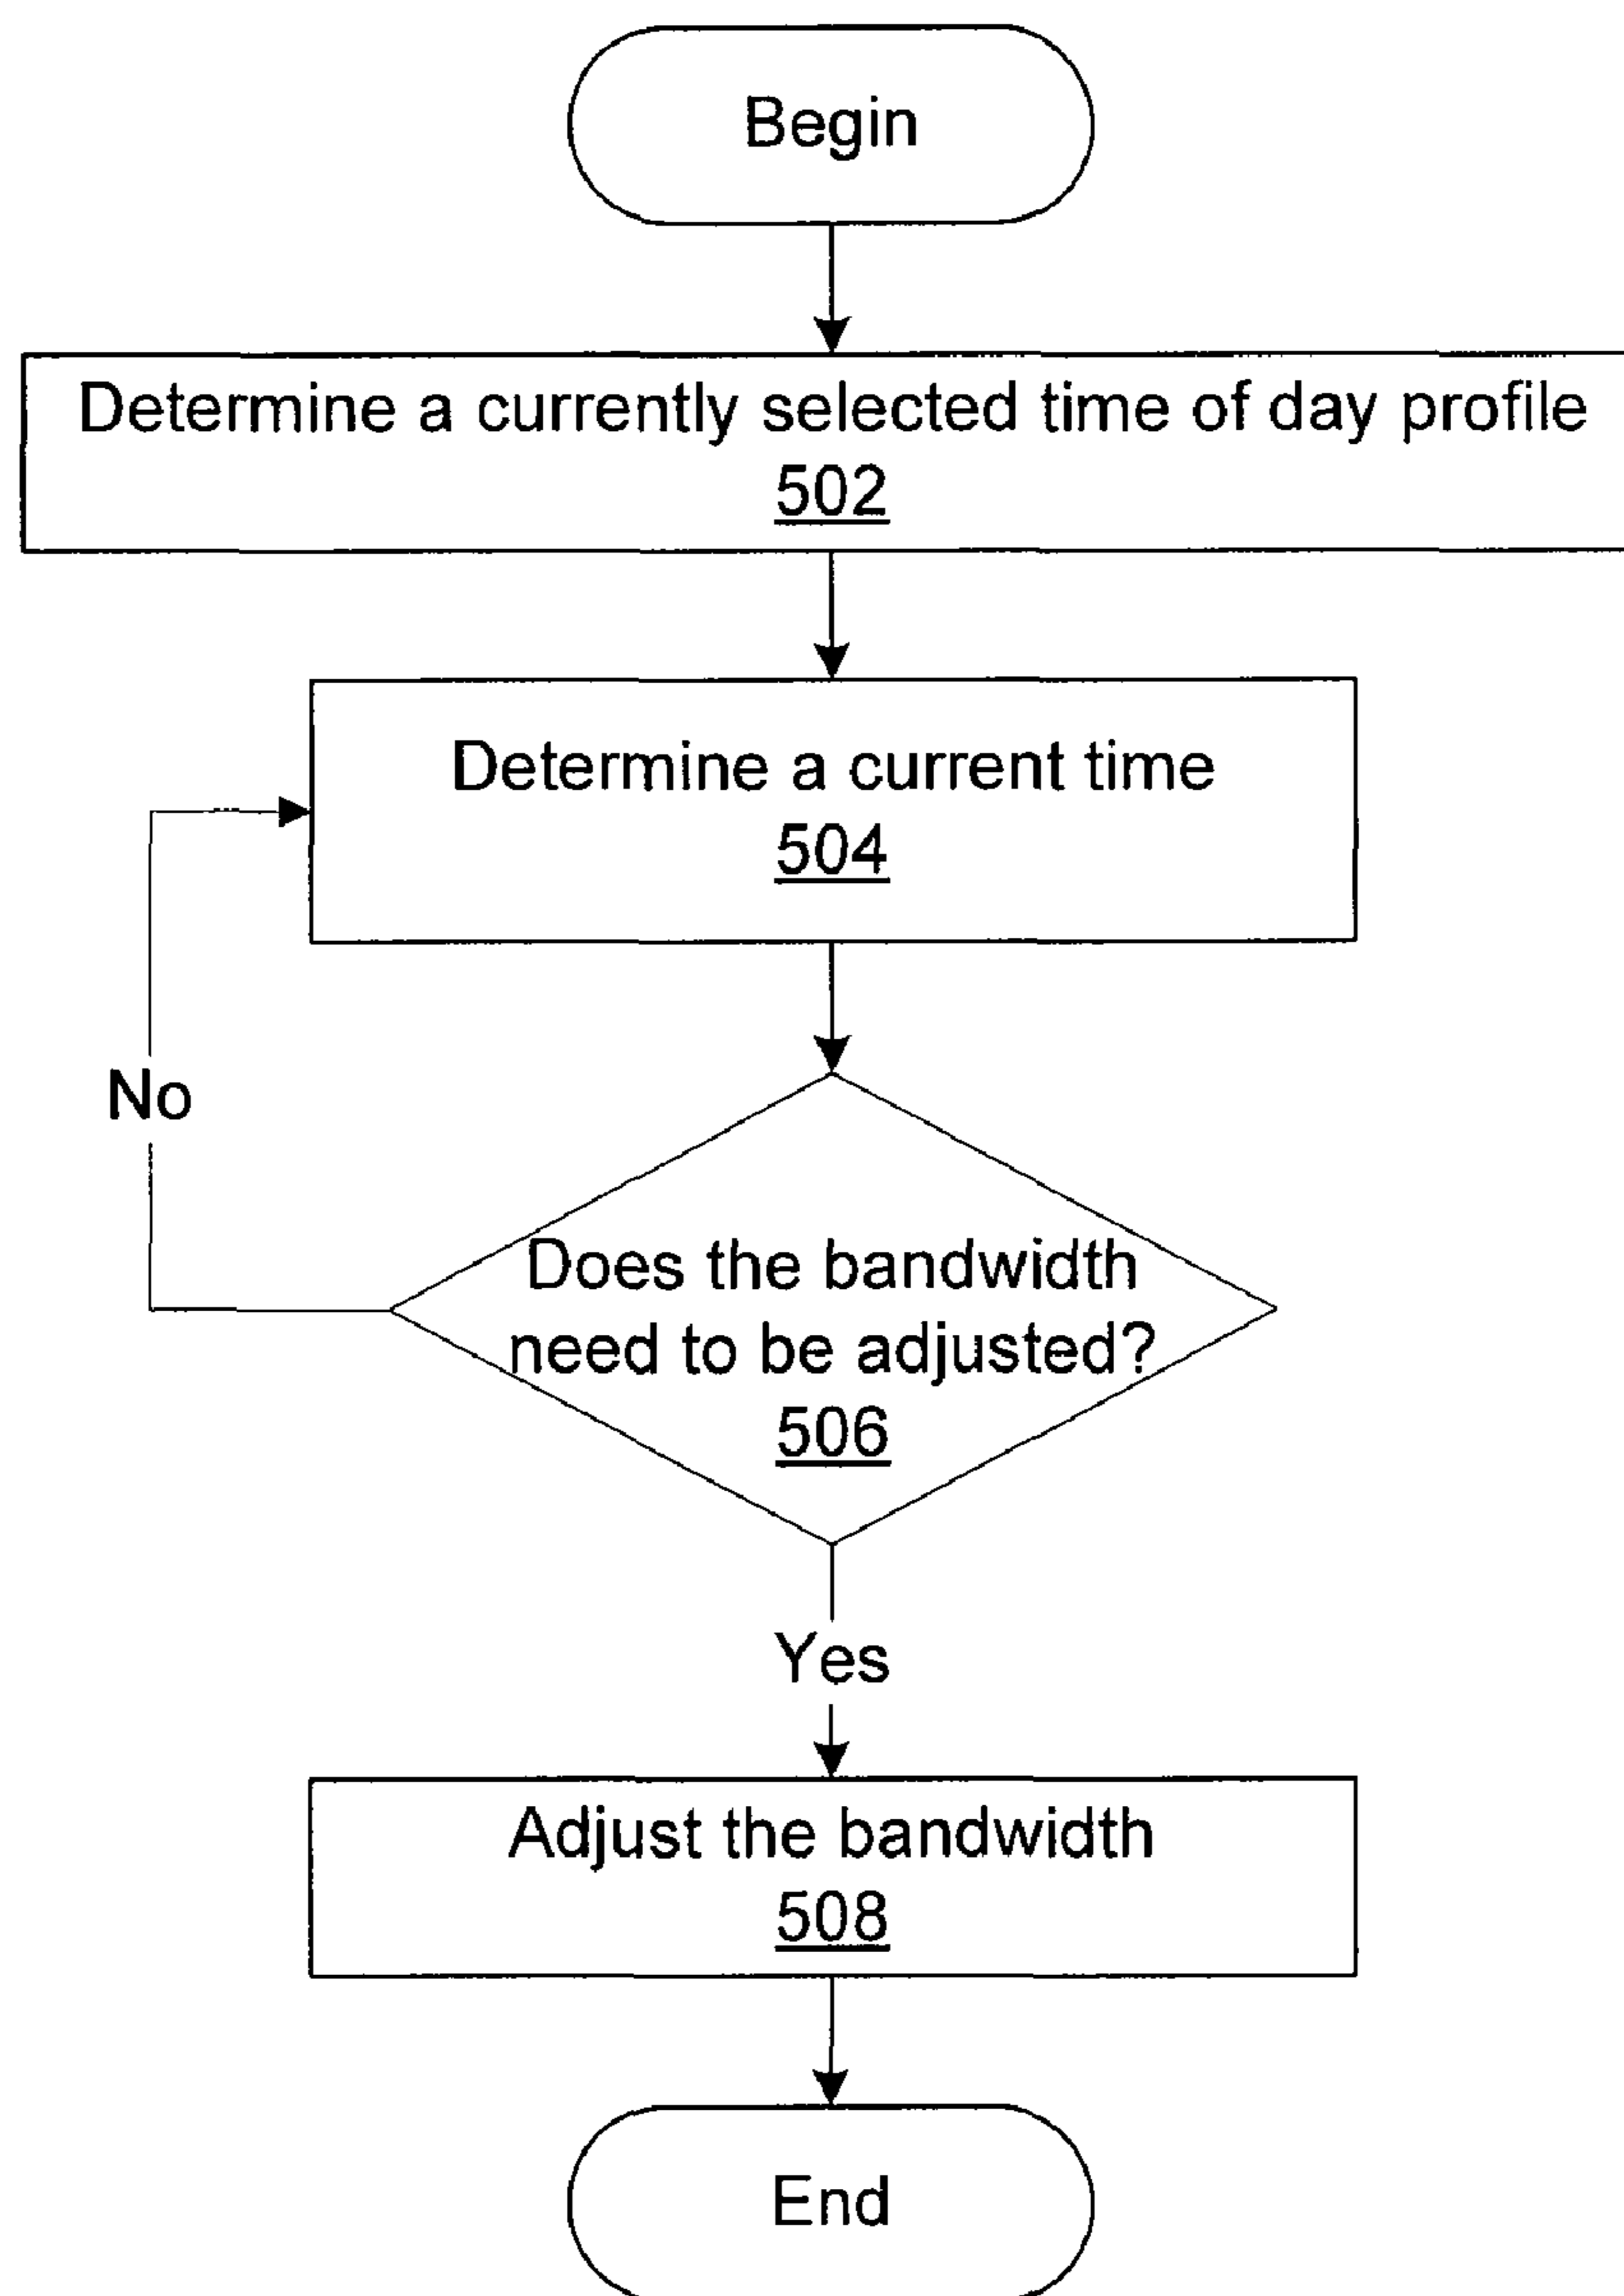 Begin
Determine a currently selected time of day profile
502
Determine a current time
504
No
Does the bandwidth
need to be adjusted?
506
Yes
Adjust the bandwidth
508
End